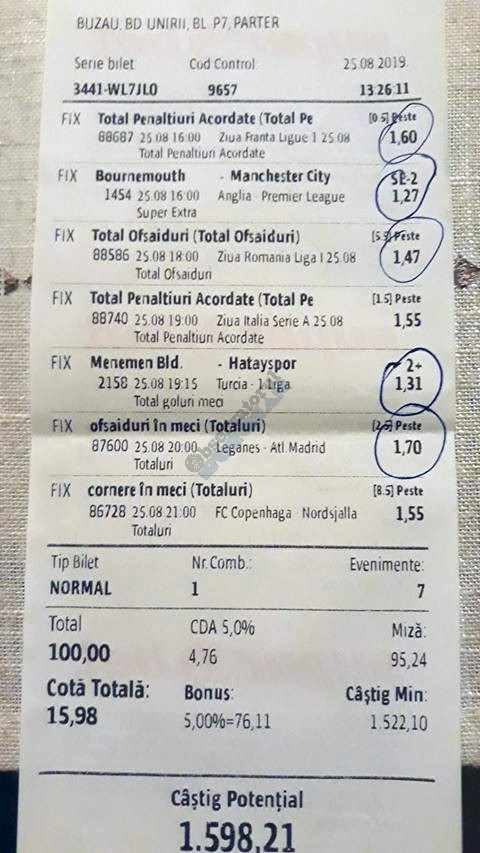 BUZAU, BD UNIRII, BL P7, PARTER
Serie bilet Cod Control 25.08.2019
3441-WL7JLO 9657 13:26:11
FIX Total Penaltiuri Acordate (Total Pe [0.5] Peste
88687 25.08 16:00 Ziua Franta Ligue 1 25.08 1,60
Total Penaltiuri Acordate
FIX Bournemouth - Manchester City SE-2
1454 25.08 16:00 Anglia Premier League 1,27
Super Extra
FIX Total Ofsaiduri (Total Ofsaiduri) [5.5] Peste
88586 25.08 18:00 Ziua Romania Liga I 25.08 1,47
Total Ofsaiduri
FIX Total Penaltiuri Acordate (Total Pe [1.5] Peste
88740 25.08 19:00 Ziua Italia Serie A 25.08 1,55
Total Penaltiuri Acordate
FIX Menemen Bld. - Hatayspor 2+
2158 25.08 19:15 Turcia - 1 Liga 1,31
Total goluri meci
FIX ofsaiduri în meci (Totaluri) [2.5] Peste
87600 25.08 20:00 Leganes - Atl. Madrid 1,70
Totaluri
FIX cornere în meci (Totaluri) [8.5] Peste
86728 25.08 21:00 FC Copenhaga Nordsjalla 1,55
Totaluri
Tip Bilet Nr.Comb.: Evenimente:
NORMAL 1 7
Total CDA 5,0% Miză:
100,00 4,76 95,24
Cotă Totală: Bonus: Câştig Min:
15,98 5,00%=76,11 1.522,10
Câştig Potenţial
1.598,21